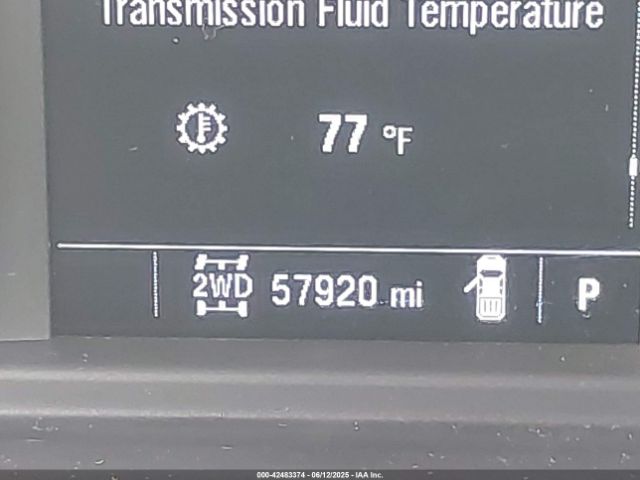 Transmission Fluid Temperature
77 °F
2WD 57920 mi P
000-42483374 - 06/12/2025 - IAA Inc.